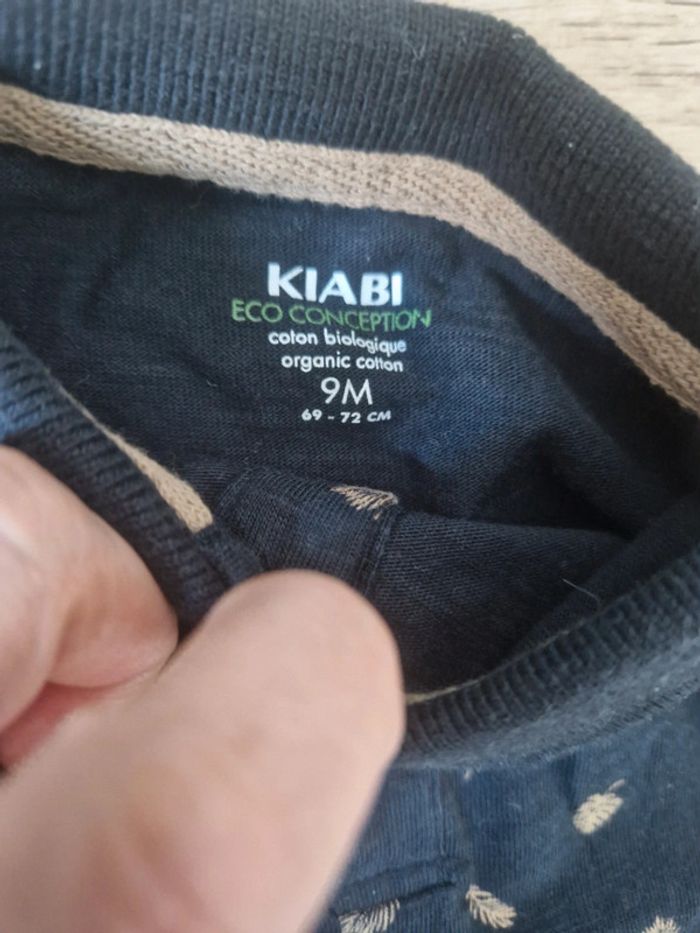 KIABI
ECO CONCEPTION
coton biologique
organic cotton
9M
69 - 72 CM